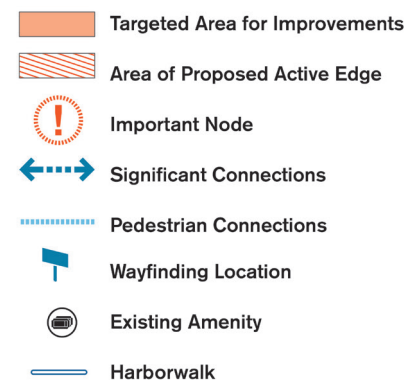 Targeted Area for Improvements
Area of Proposed Active Edge
Important Node
Significant Connections
Pedestrian Connections
Wayfinding Location
Existing Amenity
Harborwalk